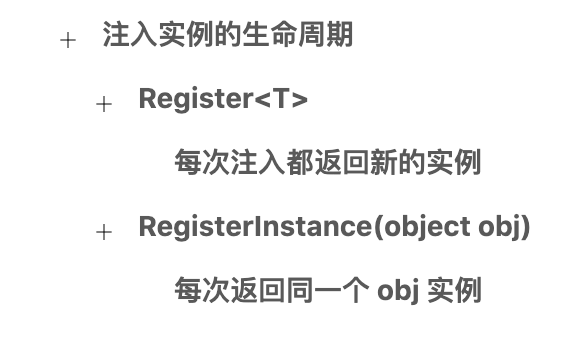 + 注入实例的生命周期
+ Register<T>
每次注入都返回新的实例
+ RegisterInstance(object obj)
每次返回同一个 obj 实例